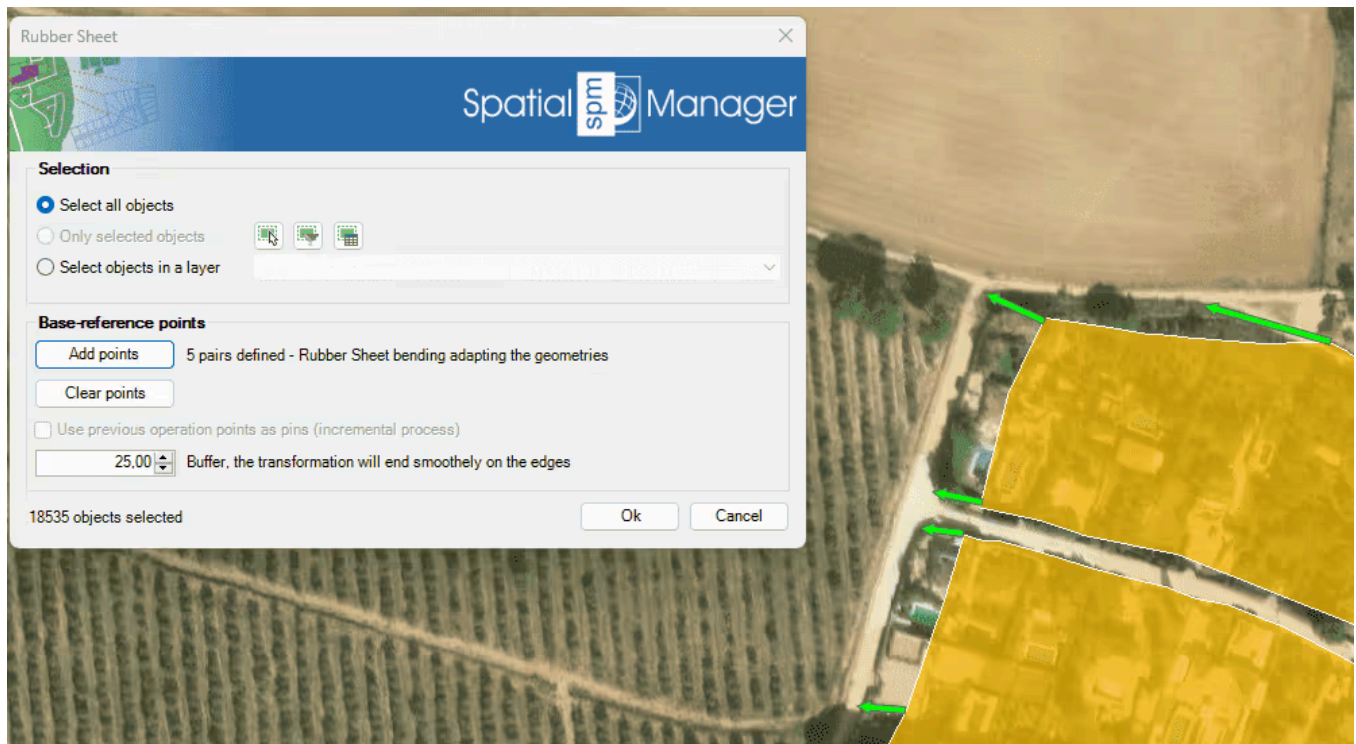 Rubber Sheet
Spatial spm Manager
Selection
Select all objects
Only selected objects
Select objects in a layer
Base-reference points
Add points 5 pairs defined - Rubber Sheet bending adapting the geometries
Clear points
Use previous operation points as pins (incremental process)
25,00 Buffer, the transformation will end smoothely on the edges
18535 objects selected Ok Cancel